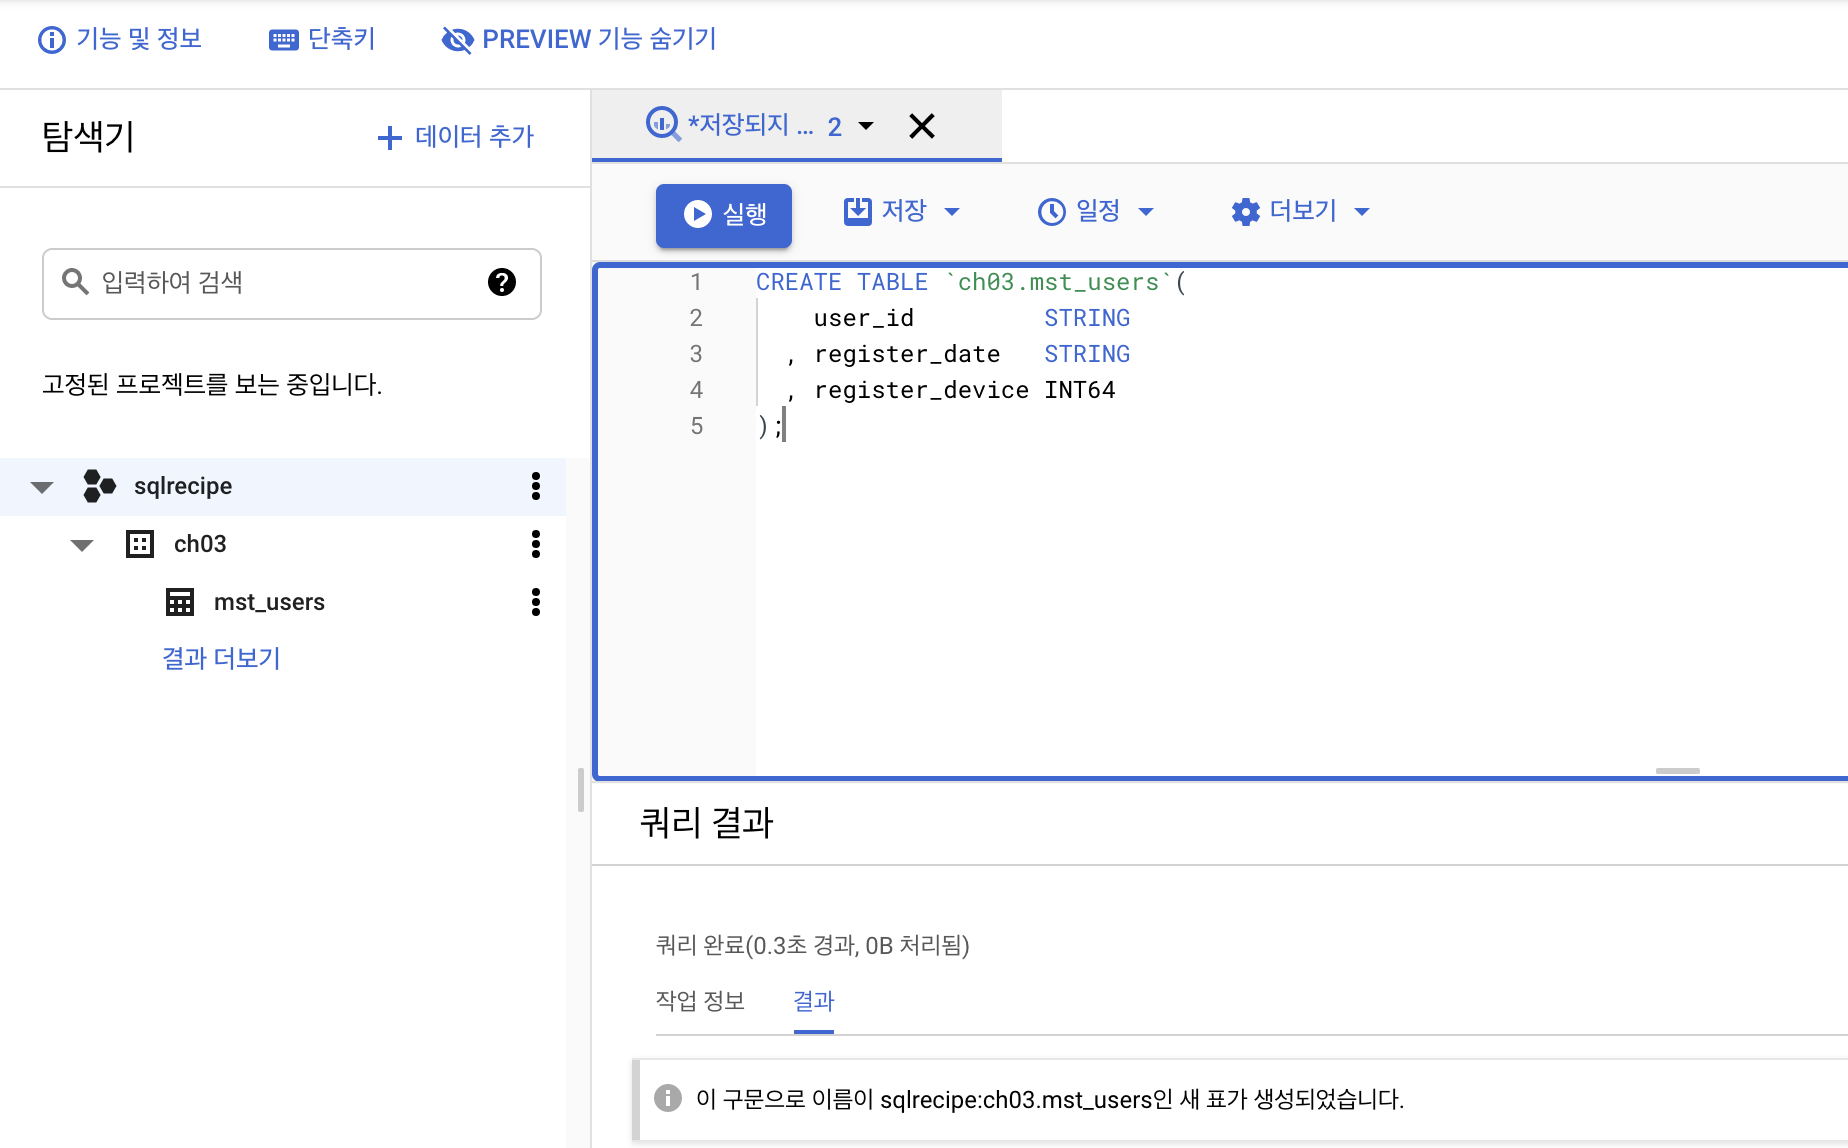 기능 및 정보 단축키 PREVIEW 기능 숨기기
탐색기 데이터 추가
입력하여 검색
고정된 프로젝트를 보는 중입니다.
sqlrecipe
ch03
mst_users
결과 더보기
*저장되지 ... 2
실행 저장 일정 더보기
1 CREATE TABLE `ch03.mst_users`(
2     user_id         STRING
3   , register_date   STRING
4   , register_device INT64
5 );
쿼리 결과
쿼리 완료(0.3초 경과, 0B 처리됨)
작업 정보 결과
이 구문으로 이름이 sqlrecipe:ch03.mst_users인 새 표가 생성되었습니다.